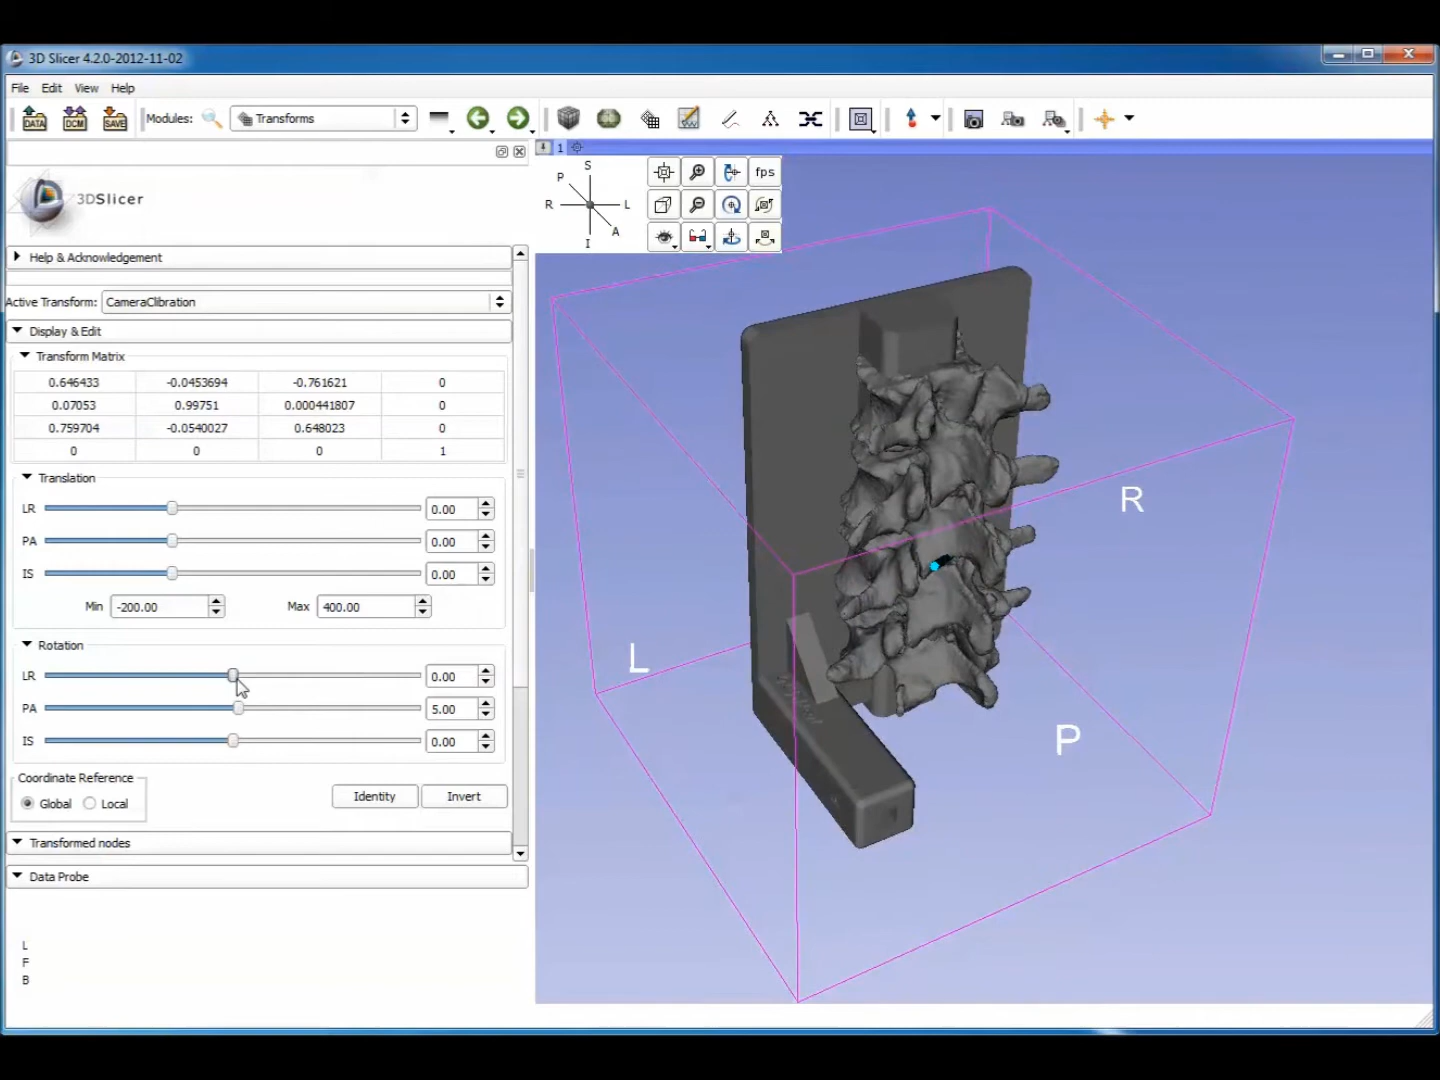 3D Slicer 4.2.0-2012-11-02
File Edit View Help
DATA DCM SAVE Modules: Transforms
1
3DSlicer
S
P
R L
A
I
fps
Help & Acknowledgement
Active Transform: CameraClibration
Display & Edit
Transform Matrix
0.646433 -0.0453694 -0.761621 0
0.07053 0.99751 0.000441807 0
0.759704 -0.0540027 0.648023 0
0 0 0 1
Translation
LR 0.00
PA 0.00
IS 0.00
Min -200.00 Max 400.00
Rotation
LR 0.00
PA 5.00
IS 0.00
Coordinate Reference
Global Local
Identity Invert
Transformed nodes
Data Probe
L
F
B
R
L
P